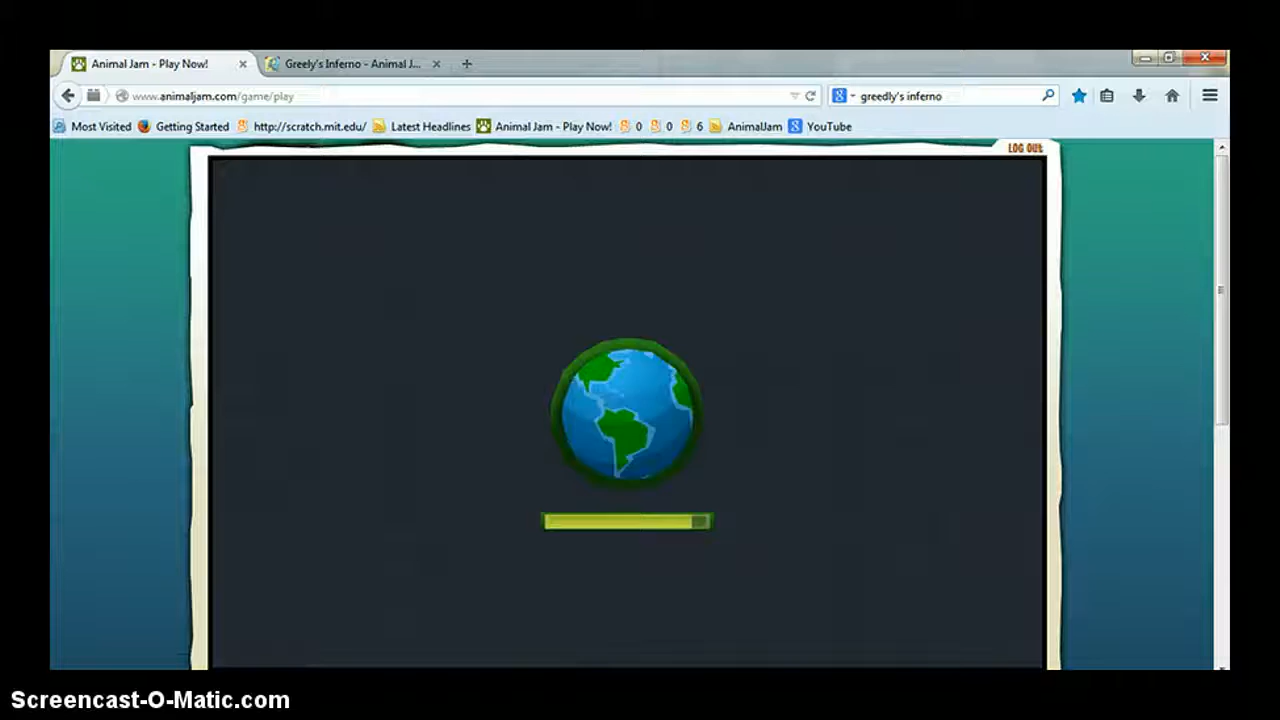 Animal Jam - Play Now!
Greely's Inferno - Animal J...
www.animaljam.com/game/play
greedly's inferno
Most Visited
Getting Started
http://scratch.mit.edu/
Latest Headlines
Animal Jam - Play Now!
0
0
6
AnimalJam
YouTube
LOG OUT
Screencast-O-Matic.com